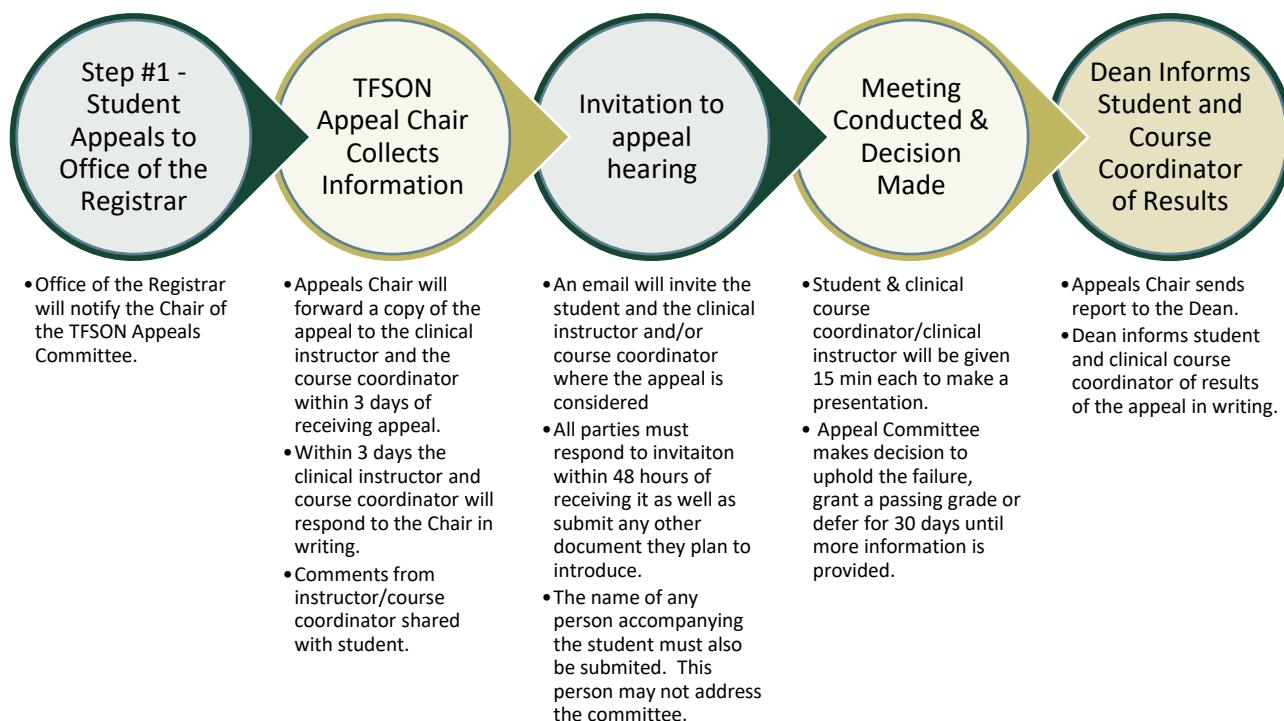 Step #1 -
Student
Appeals to
Office of the
Registrar
TFSON
Appeal Chair
Collects
Information
Invitation to
appeal
hearing
Meeting
Conducted &
Decision
Made
Dean Informs
Student and
Course
Coordinator
of Results
•Office of the Registrar
will notify the Chair of
the TFSON Appeals
Committee.
•Appeals Chair will
forward a copy of the
appeal to the clinical
instructor and the
course coordinator
within 3 days of
receiving appeal.
•Within 3 days the
clinical instructor and
course coordinator will
respond to the Chair in
writing.
•Comments from
instructor/course
coordinator shared
with student.
•An email will invite the
student and the clinical
instructor and/or
course coordinator
where the appeal is
considered
•All parties must
respond to invitaiton
within 48 hours of
receiving it as well as
submit any other
document they plan to
introduce.
•The name of any
person accompanying
the student must also
be submited.  This
person may not address
the committee.
•Student & clinical
course
coordinator/clinical
instructor will be given
15 min each to make a
presentation.
• Appeal Committee
makes decision to
uphold the failure,
grant a passing grade or
defer for 30 days until
more information is
provided.
•Appeals Chair sends
report to the Dean.
•Dean informs student
and clinical course
coordinator of results
of the appeal in writing.